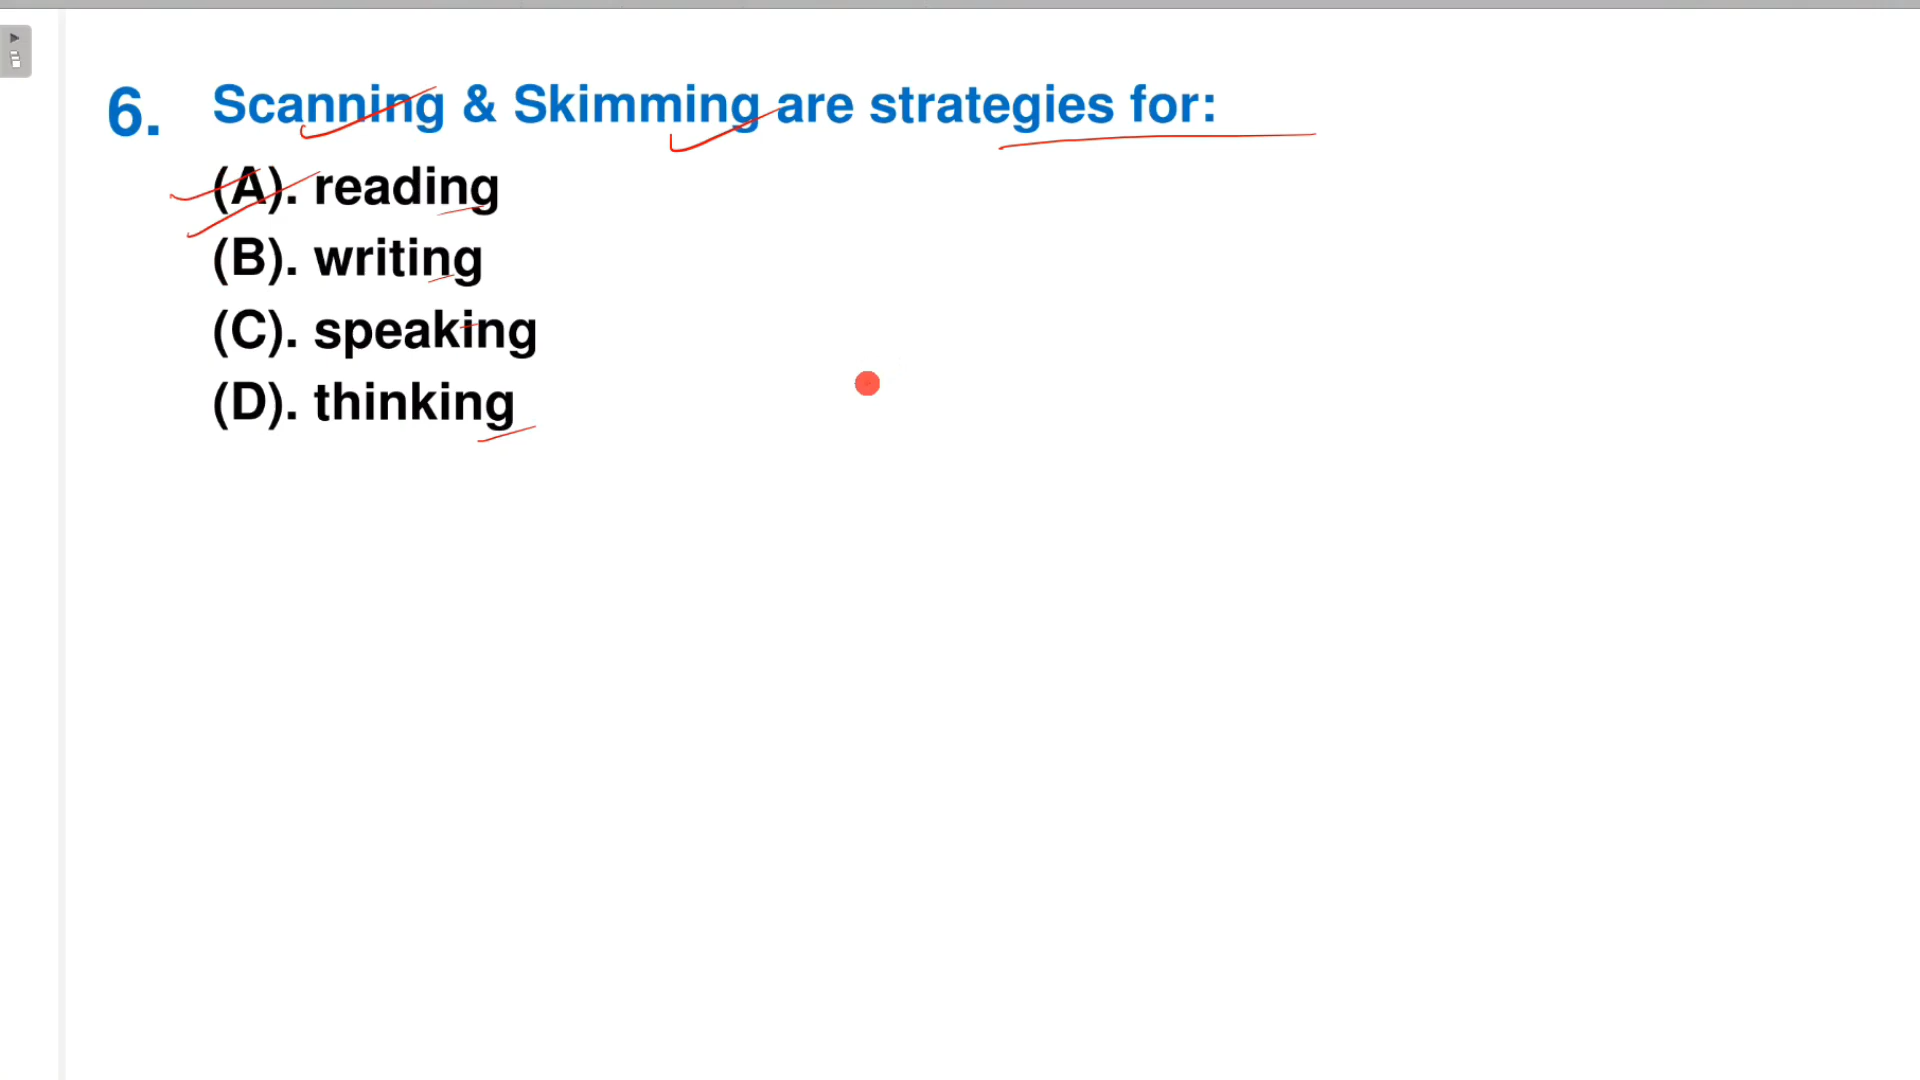 6. Scanning & Skimming are strategies for:
(A). reading
(B). writing
(C). speaking
(D). thinking